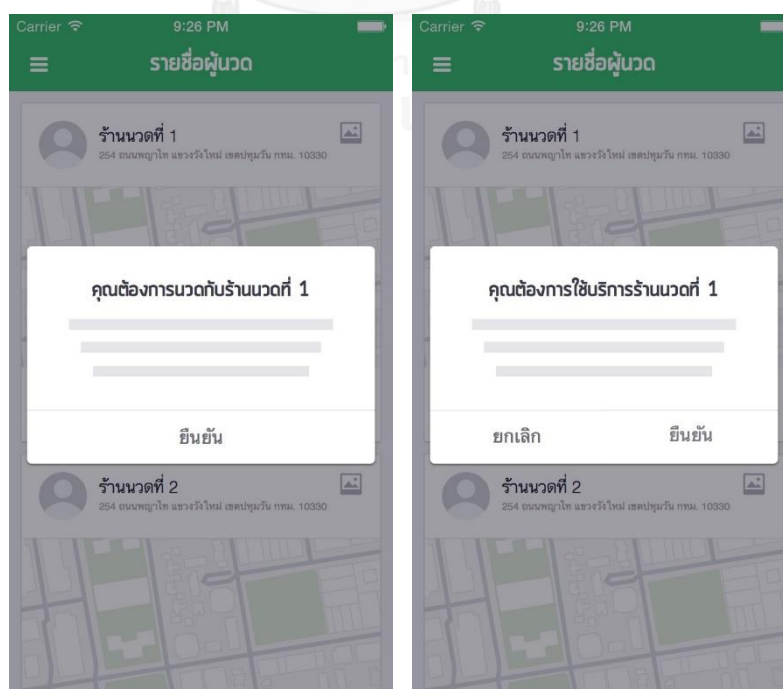 Carrier 9:26 PM
รายชื่อผู้นวด
ร้านนวดที่ 1
254 ถนนพญาไท แขวงวังใหม่ เขตปทุมวัน กทม. 10330
คุณต้องการนวดกับร้านนวดที่ 1
ยืนยัน
ร้านนวดที่ 2
254 ถนนพญาไท แขวงวังใหม่ เขตปทุมวัน กทม. 10330
Carrier 9:26 PM
รายชื่อผู้นวด
ร้านนวดที่ 1
254 ถนนพญาไท แขวงวังใหม่ เขตปทุมวัน กทม. 10330
คุณต้องการใช้บริการร้านนวดที่ 1
ยกเลิก ยืนยัน
ร้านนวดที่ 2
254 ถนนพญาไท แขวงวังใหม่ เขตปทุมวัน กทม. 10330